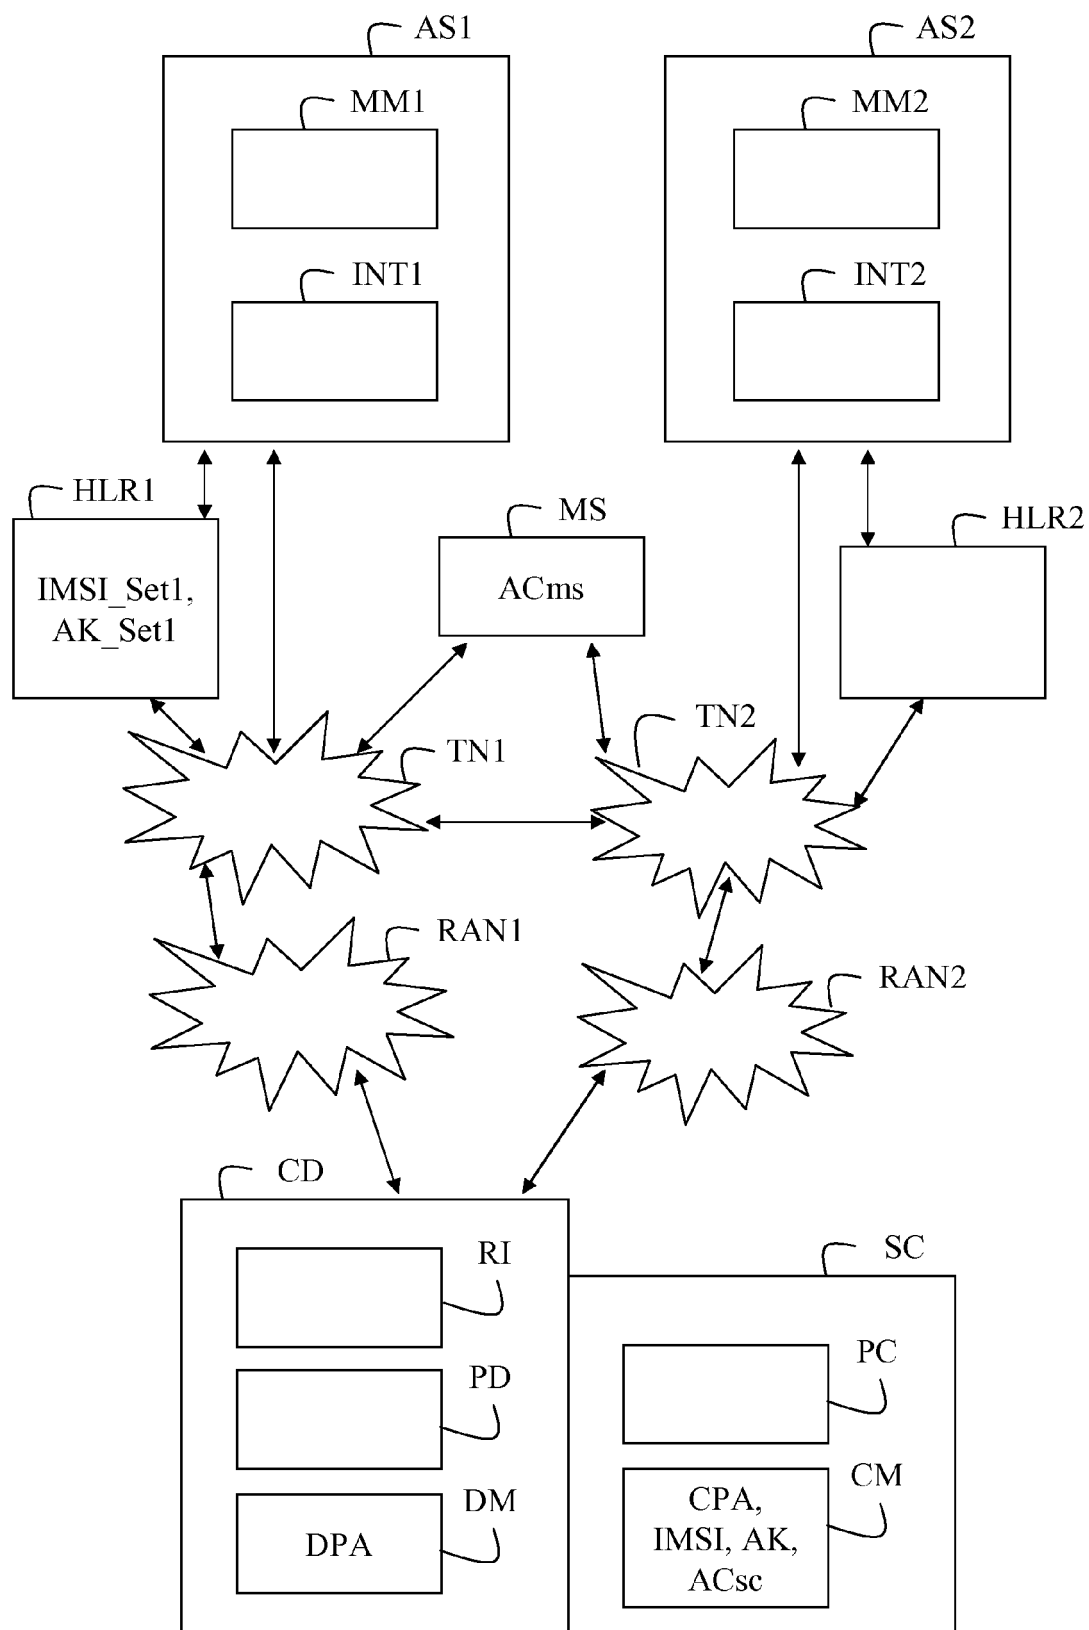 AS1
AS2
MM1
MM2
INT1
INT2
HLR1
MS
HLR2
IMSI_Set1,
AK_Set1
ACms
TN2
TN1
RAN1
RAN2
CD
SC
RI
PC
PD
CM
DM
CPA,
IMSI, AK,
ACsc
DPA